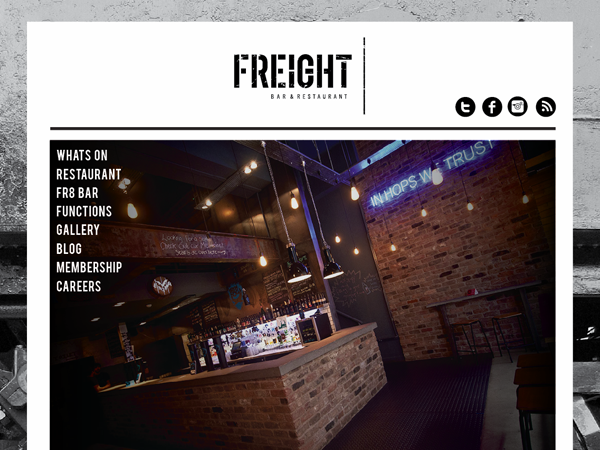 FREIGHT
BAR & RESTAURANT
WHATS ON
RESTAURANT
FR8 BAR
FUNCTIONS
GALLERY
BLOG
MEMBERSHIP
CAREERS
IN HOPS WE TRUST